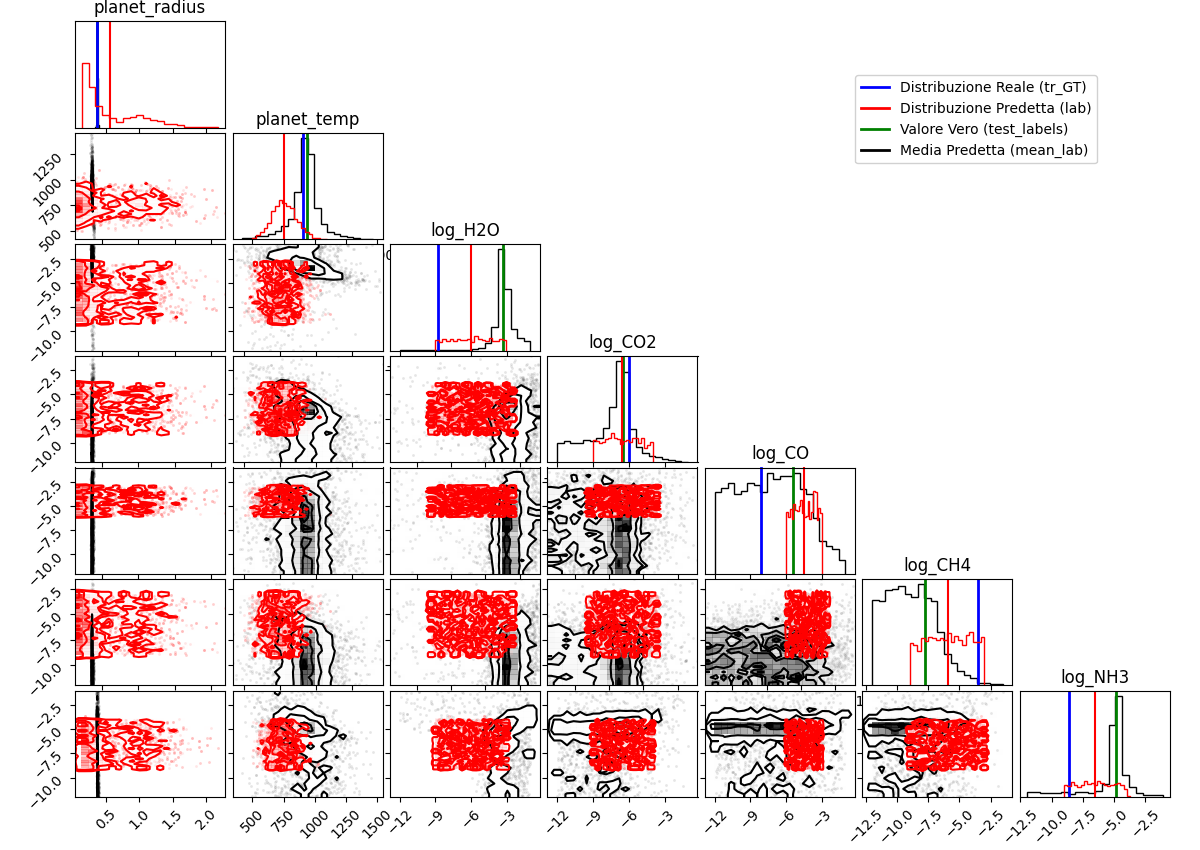 planet_radius
Distribuzione Reale (tr_GT)
Distribuzione Predetta (lab)
Valore Vero (test_labels)
Media Predetta (mean_lab)
planet_temp
1250
1000
750
500
log_H2O
0
−2.5
−5.0
−7.5
−10.0
log_CO2
−2.5
−5.0
−7.5
−10.0
log_CO
−2.5
−5.0
−7.5
−10.0
log_CH4
−2.5
−5.0
−7.5
−10.0
log_NH3
1
−2.5
−5.0
−7.5
−10.0
0.5 1.0 1.5 2.0 500 750 1000 1250 1500 −12 −9 −6 −3 −12 −9 −6 −3 −12 −9 −6 −3 −12.5 −10.0 −7.5 −5.0 −2.5 −12.5 −10.0 −7.5 −5.0 −2.5